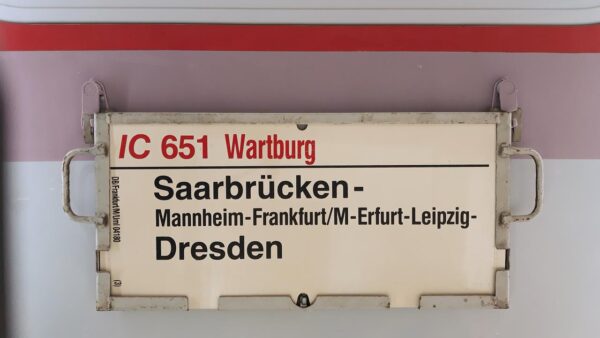 IC 651 Wartburg
Saarbrücken-
Mannheim-Frankfurt/M-Erfurt-Leipzig-
Dresden